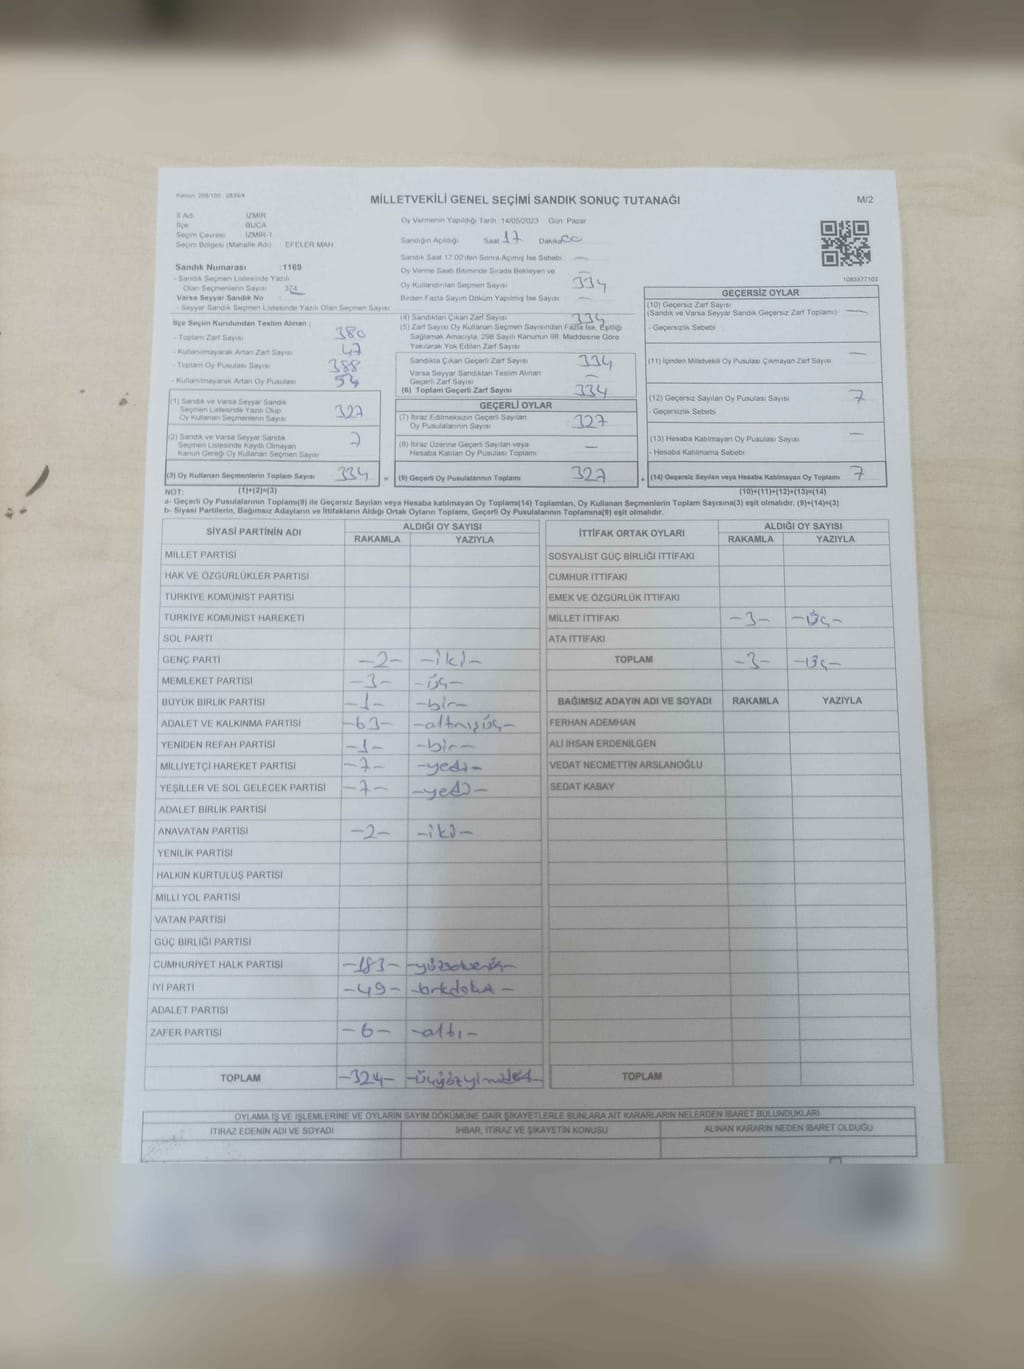 Kanun: 298/105 2839/4
MİLLETVEKİLİ GENEL SEÇİMİ SANDIK SONUÇ TUTANAĞI
M/2
İl Adı İZMİR
İlçe BUCA
Seçim Çevresi İZMİR-1
Seçim Bölgesi (Mahalle Adı) EFELER MAH.
Sandık Numarası :1169
- Sandık Seçmen Listesinde Yazılı
Olan Seçmenlerin Sayısı 374
Varsa Seyyar Sandık No
- Seyyar Sandık Seçmen Listesinde Yazılı Olan Seçmen Sayısı
İlçe Seçim Kurulundan Teslim Alınan ;
- Toplam Zarf Sayısı 380
- Kullanılmayarak Artan Zarf Sayısı 47
- Toplam Oy Pusulası Sayısı 388
- Kullanılmayarak Artan Oy Pusulası 54
(1) Sandık ve Varsa Seyyar Sandık
Seçmen Listesinde Yazılı Olup
Oy Kullanan Seçmenlerin Sayısı 327
(2) Sandık ve Varsa Seyyar Sandık
Seçmen Listesinde Kayıtlı Olmayan
Kanun Gereği Oy Kullanan Seçmen Sayısı 7
(3) Oy Kullanan Seçmenlerin Toplam Sayısı 334
Oy Vermenin Yapıldığı Tarih 14/05/2023 Gün: Pazar
Sandığın Açıldığı Saat 17 Dakika 00
Sandık Saat 17:00'den Sonra Açılmış İse Sebebi —
Oy Verme Saati Bitiminde Sırada Bekleyen ve —
Oy Kullandırılan Seçmen Sayısı 334
Birden Fazla Sayım Döküm Yapılmış İse Sayısı —
(4) Sandıktan Çıkan Zarf Sayısı 334
(5) Zarf Sayısı Oy Kullanan Seçmen Sayısından Fazla İse, Eşitliği
Sağlamak Amacıyla, 298 Sayılı Kanunun 98. Maddesine Göre
Yakılarak Yok Edilen Zarf Sayısı —
Sandıkta Çıkan Geçerli Zarf Sayısı 334
Varsa Seyyar Sandıktan Teslim Alınan
Geçerli Zarf Sayısı —
(6) Toplam Geçerli Zarf Sayısı 334
GEÇERLİ OYLAR
(7) İtiraz Edilmeksizin Geçerli Sayılan
Oy Pusulalarının Sayısı 327
(8) İtiraz Üzerine Geçerli Sayılan veya
Hesaba Katılan Oy Pusulası Toplamı —
= (9) Geçerli Oy Pusulalarının Toplamı 327
1083577103
GEÇERSİZ OYLAR
(10) Geçersiz Zarf Sayısı
(Sandık ve Varsa Seyyar Sandık Geçersiz Zarf Toplamı) —
- Geçersizlik Sebebi
(11) İçinden Milletvekili Oy Pusulası Çıkmayan Zarf Sayısı —
(12) Geçersiz Sayılan Oy Pusulası Sayısı 7
- Geçersizlik Sebebi
(13) Hesaba Katılmayan Oy Pusulası Sayısı —
- Hesaba Katılmama Sebebi
+ (14) Geçersiz Sayılan veya Hesaba Katılmayan Oy Toplamı 7
NOT: (1)+(2)=(3) (10)+(11)+(12)+(13)=(14)
a- Geçerli Oy Pusulalarının Toplamı(9) ile Geçersiz Sayılan veya Hesaba katılmayan Oy Toplamı(14) Toplamları, Oy Kullanan Seçmenlerin Toplam Sayısına(3) eşit olmalıdır. (9)+(14)=(3)
b- Siyasi Partilerin, Bağımsız Adayların ve İttifakların Aldığı Ortak Oyların Toplamı, Geçerli Oy Pusulalarının Toplamına(9) eşit olmalıdır.
SİYASİ PARTİNİN ADI ALDIĞI OY SAYISI
RAKAMLA YAZIYLA
MİLLET PARTİSİ
HAK VE ÖZGÜRLÜKLER PARTİSİ
TÜRKİYE KOMÜNİST PARTİSİ
TÜRKİYE KOMÜNİST HAREKETİ
SOL PARTİ
GENÇ PARTİ -2- -iki-
MEMLEKET PARTİSİ -3- -üç-
BÜYÜK BİRLİK PARTİSİ -1- -bir-
ADALET VE KALKINMA PARTİSİ -63- -altmışüç-
YENİDEN REFAH PARTİSİ -1- -bir-
MİLLİYETÇİ HAREKET PARTİSİ -7- -yedi-
YEŞİLLER VE SOL GELECEK PARTİSİ -7- -yedi-
ADALET BİRLİK PARTİSİ
ANAVATAN PARTİSİ -2- -iki-
YENİLİK PARTİSİ
HALKIN KURTULUŞ PARTİSİ
MİLLİ YOL PARTİSİ
VATAN PARTİSİ
GÜÇ BİRLİĞİ PARTİSİ
CUMHURİYET HALK PARTİSİ -183- -yüzseksenüç-
İYİ PARTİ -49- -kırkdokuz-
ADALET PARTİSİ
ZAFER PARTİSİ -6- -altı-
TOPLAM -324- -üçyüzyirmidört-
İTTİFAK ORTAK OYLARI ALDIĞI OY SAYISI
RAKAMLA YAZIYLA
SOSYALİST GÜÇ BİRLİĞİ İTTİFAKI
CUMHUR İTTİFAKI
EMEK VE ÖZGÜRLÜK İTTİFAKI
MİLLET İTTİFAKI -3- -üç-
ATA İTTİFAKI
TOPLAM -3- -üç-
BAĞIMSIZ ADAYIN ADI VE SOYADI RAKAMLA YAZIYLA
FERHAN ADEMHAN
ALİ İHSAN ERDENİLGEN
VEDAT NECMETTİN ARSLANOĞLU
SEDAT KABAY
TOPLAM
OYLAMA İŞ VE İŞLEMLERİNE VE OYLARIN SAYIM DÖKÜMÜNE DAİR ŞİKAYETLERLE BUNLARA AİT KARARLARIN NELERDEN İBARET BULUNDUKLARI
İTİRAZ EDENİN ADI VE SOYADI İHBAR, İTİRAZ VE ŞİKAYETİN KONUSU ALINAN KARARIN NEDEN İBARET OLDUĞU